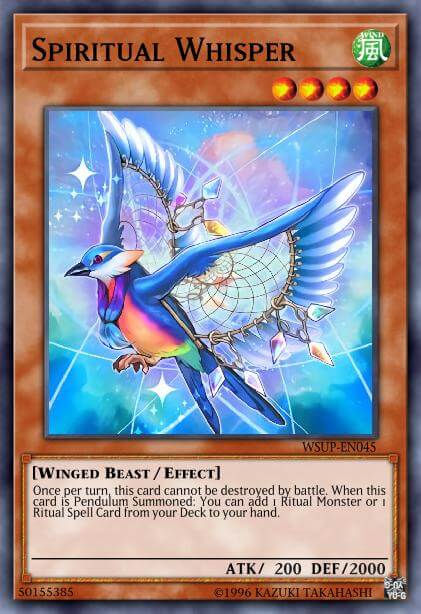 Spiritual Whisper
WIND
風
WSUP-EN045
[Winged Beast / Effect]
Once per turn, this card cannot be destroyed by battle. When this
card is Pendulum Summoned: You can add 1 Ritual Monster or 1
Ritual Spell Card from your Deck to your hand.
ATK/ 200 DEF/2000
50155385
©1996 KAZUKI TAKAHASHI